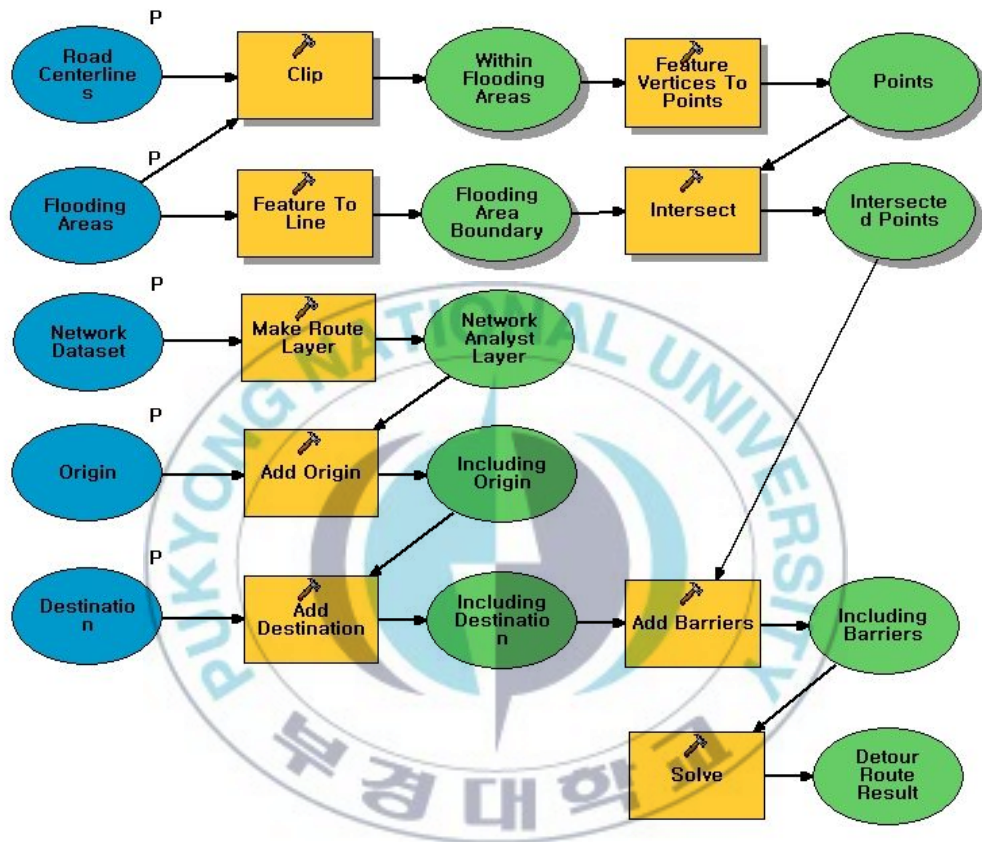 P
Road
Centerline
s
Clip
Within
Flooding
Areas
Feature
Vertices To
Points
Points
P
Flooding
Areas
Feature To
Line
Flooding
Area
Boundary
Intersect
Intersecte
d Points
P
Network
Dataset
Make Route
Layer
Network
Analyst
Layer
P
Origin
Add Origin
Including
Origin
P
Destinatio
n
Add
Destination
Including
Destinatio
n
Add Barriers
Including
Barriers
Solve
Detour
Route
Result
PUKYONG NATIONAL UNIVERSITY
부경대학교